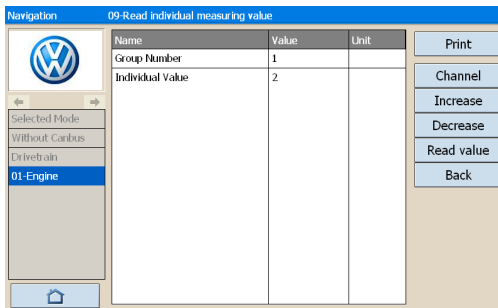 Navigation 09-Read individual measuring value
Name Value Unit
Group Number 1
Individual Value 2
Selected Mode
Without Canbus
Drivetrain
01-Engine
Print
Channel
Increase
Decrease
Read value
Back